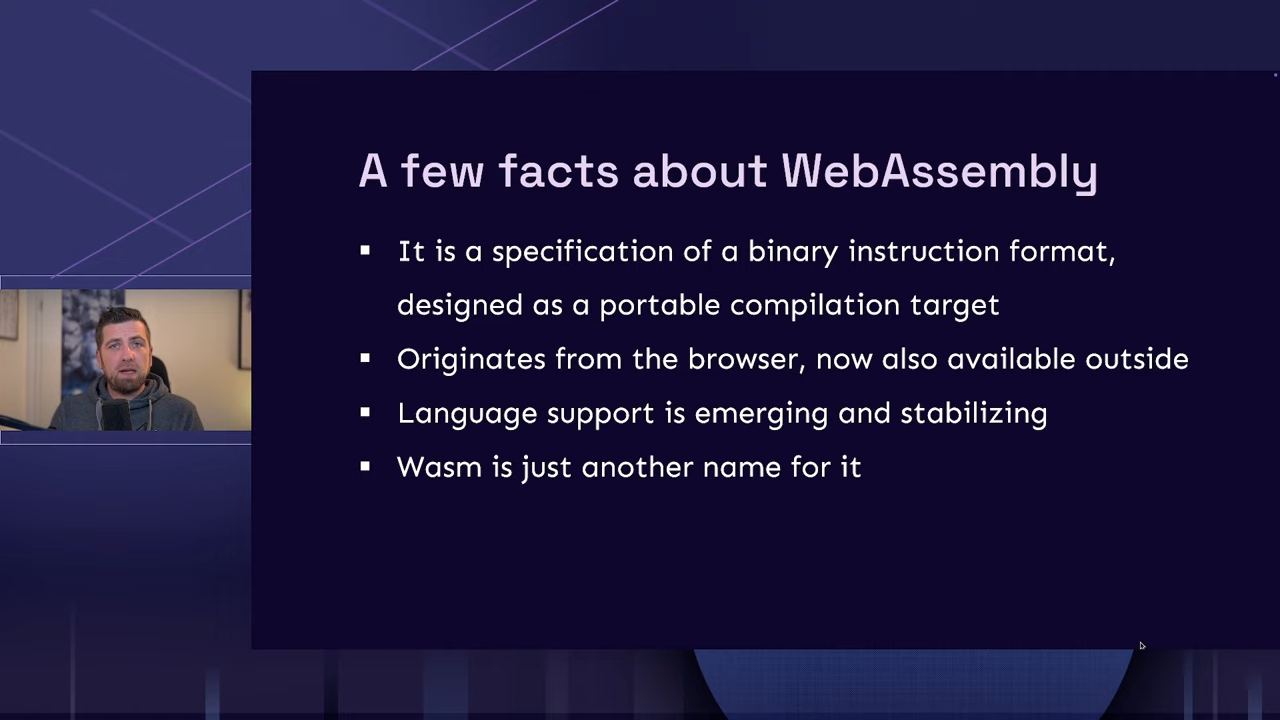 A few facts about WebAssembly
▪ It is a specification of a binary instruction format,
designed as a portable compilation target
▪ Originates from the browser, now also available outside
▪ Language support is emerging and stabilizing
▪ Wasm is just another name for it